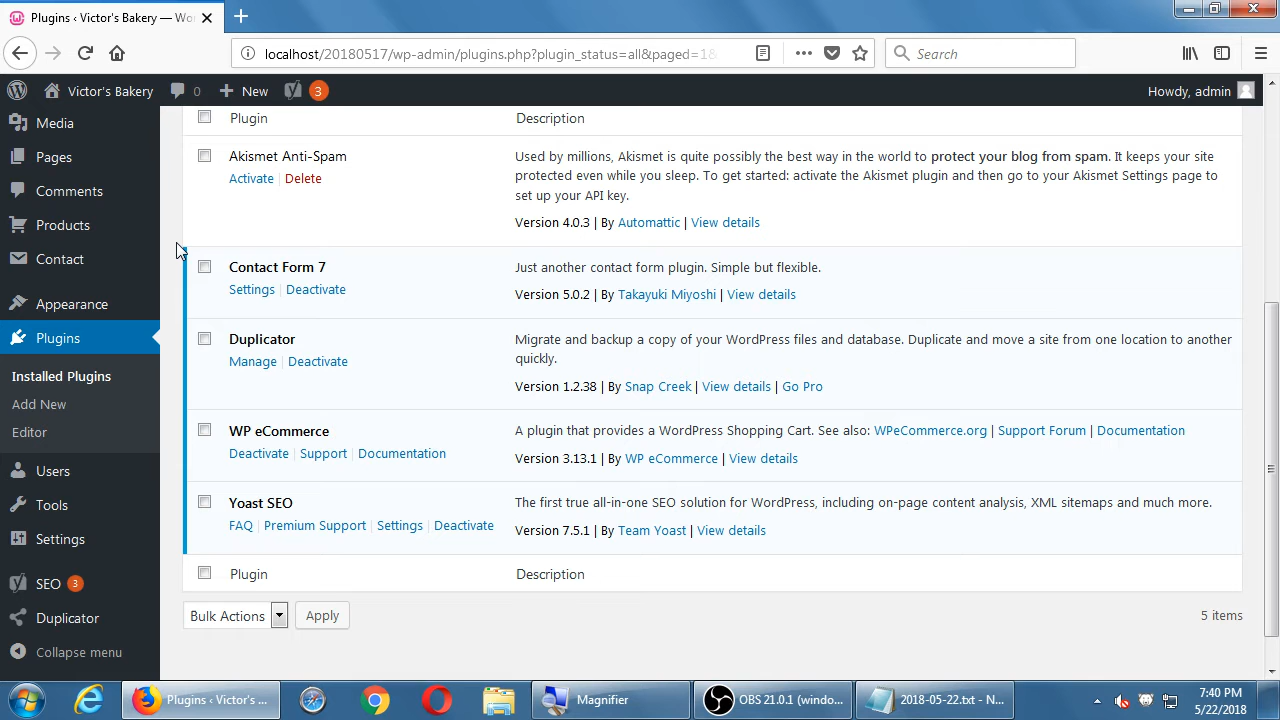 Plugins ‹ Victor's Bakery — Wo
localhost/20180517/wp-admin/plugins.php?plugin_status=all&paged=1&
Search
Victor's Bakery
0
New
3
Howdy, admin
Media
Pages
Comments
Products
Contact
Appearance
Plugins
Installed Plugins
Add New
Editor
Users
Tools
Settings
SEO 3
Duplicator
Collapse menu
Plugin Description
Akismet Anti-Spam
Activate | Delete
Used by millions, Akismet is quite possibly the best way in the world to protect your blog from spam. It keeps your site
protected even while you sleep. To get started: activate the Akismet plugin and then go to your Akismet Settings page to
set up your API key.
Version 4.0.3 | By Automattic | View details
Contact Form 7
Settings | Deactivate
Just another contact form plugin. Simple but flexible.
Version 5.0.2 | By Takayuki Miyoshi | View details
Duplicator
Manage | Deactivate
Migrate and backup a copy of your WordPress files and database. Duplicate and move a site from one location to another
quickly.
Version 1.2.38 | By Snap Creek | View details | Go Pro
WP eCommerce
Deactivate | Support | Documentation
A plugin that provides a WordPress Shopping Cart. See also: WPeCommerce.org | Support Forum | Documentation
Version 3.13.1 | By WP eCommerce | View details
Yoast SEO
FAQ | Premium Support | Settings | Deactivate
The first true all-in-one SEO solution for WordPress, including on-page content analysis, XML sitemaps and much more.
Version 7.5.1 | By Team Yoast | View details
Plugin Description
Bulk Actions
Apply
5 items
Plugins ‹ Victor's ...
Magnifier
OBS 21.0.1 (windo...
2018-05-22.txt - N...
7:40 PM
5/22/2018